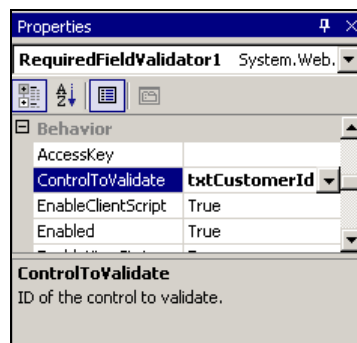 Properties
RequiredFieldValidator1 System.Web.
Behavior
AccessKey
ControlToValidate txtCustomerId
EnableClientScript True
Enabled True
ControlToValidate
ID of the control to validate.